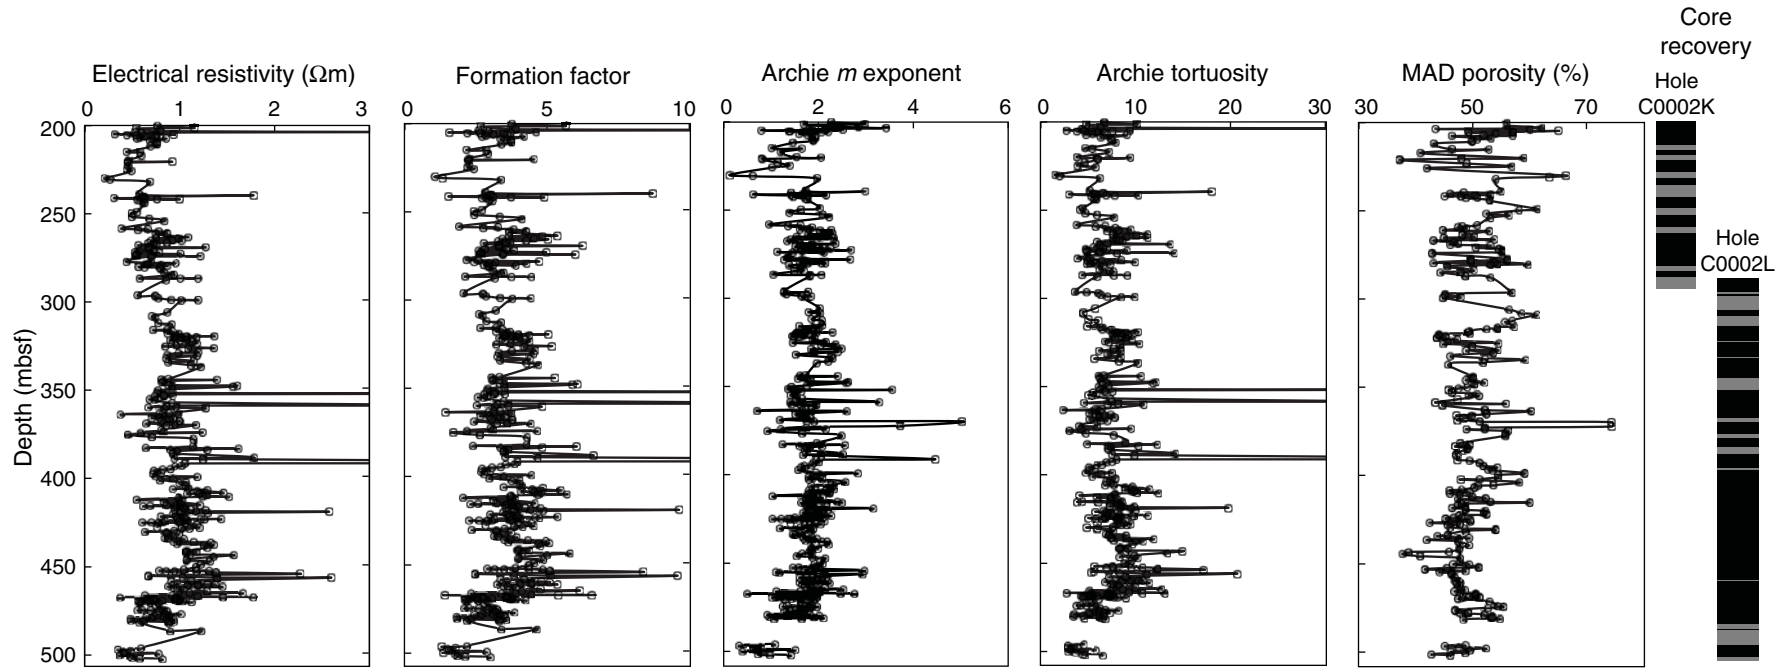 Core
recovery
Electrical resistivity (Ωm)
Formation factor
Archie m exponent
Archie tortuosity
MAD porosity (%)
Hole
C0002K
0 1 2 3
0 5 10
0 2 4 6
0 10 20 30
30 50 70
200
250
300
350
400
450
500
Depth (mbsf)
Hole
C0002L